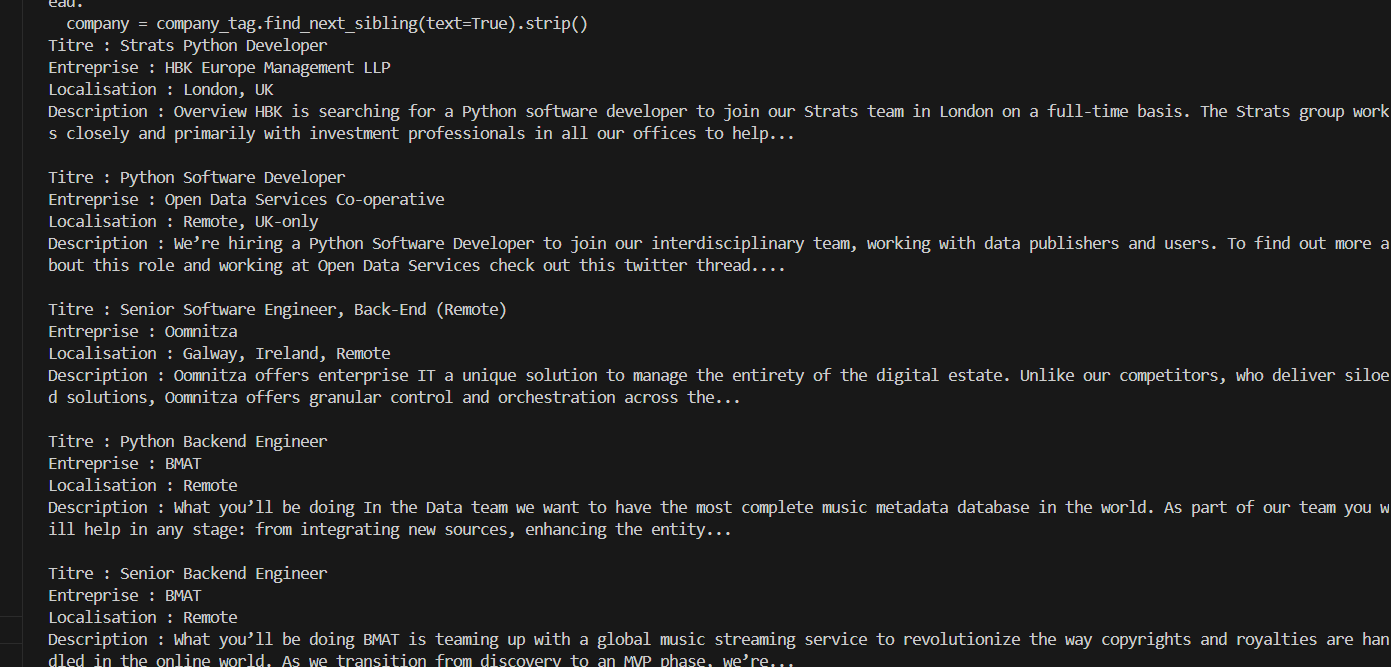 ead.
  company = company_tag.find_next_sibling(text=True).strip()
Titre : Strats Python Developer
Entreprise : HBK Europe Management LLP
Localisation : London, UK
Description : Overview HBK is searching for a Python software developer to join our Strats team in London on a full-time basis. The Strats group work
s closely and primarily with investment professionals in all our offices to help...

Titre : Python Software Developer
Entreprise : Open Data Services Co-operative
Localisation : Remote, UK-only
Description : We’re hiring a Python Software Developer to join our interdisciplinary team, working with data publishers and users. To find out more a
bout this role and working at Open Data Services check out this twitter thread....

Titre : Senior Software Engineer, Back-End (Remote)
Entreprise : Oomnitza
Localisation : Galway, Ireland, Remote
Description : Oomnitza offers enterprise IT a unique solution to manage the entirety of the digital estate. Unlike our competitors, who deliver siloe
d solutions, Oomnitza offers granular control and orchestration across the...

Titre : Python Backend Engineer
Entreprise : BMAT
Localisation : Remote
Description : What you’ll be doing In the Data team we want to have the most complete music metadata database in the world. As part of our team you w
ill help in any stage: from integrating new sources, enhancing the entity...

Titre : Senior Backend Engineer
Entreprise : BMAT
Localisation : Remote
Description : What you’ll be doing BMAT is teaming up with a global music streaming service to revolutionize the way copyrights and royalties are han
dled in the online world. As we transition from discovery to an MVP phase, we’re...